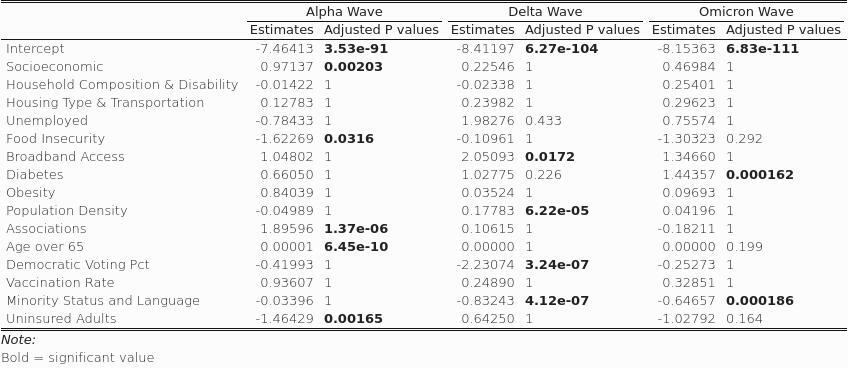 Alpha Wave Delta Wave Omicron Wave
Estimates Adjusted P values Estimates Adjusted P values Estimates Adjusted P values
Intercept -7.46413 3.53e-91 -8.41197 6.27e-104 -8.15363 6.83e-111
Socioeconomic 0.97137 0.00203 0.22546 1 0.46984 1
Household Composition & Disability -0.01422 1 -0.02338 1 0.25401 1
Housing Type & Transportation 0.12783 1 0.23982 1 0.29623 1
Unemployed -0.78433 1 1.98276 0.433 0.75574 1
Food Insecurity -1.62269 0.0316 -0.10961 1 -1.30323 0.292
Broadband Access 1.04802 1 2.05093 0.0172 1.34660 1
Diabetes 0.66050 1 1.02775 0.226 1.44357 0.000162
Obesity 0.84039 1 0.03524 1 0.09693 1
Population Density -0.04989 1 0.17783 6.22e-05 0.04196 1
Associations 1.89596 1.37e-06 0.10615 1 -0.18211 1
Age over 65 0.00001 6.45e-10 0.00000 1 0.00000 0.199
Democratic Voting Pct -0.41993 1 -2.23074 3.24e-07 -0.25273 1
Vaccination Rate 0.93607 1 0.24890 1 0.32851 1
Minority Status and Language -0.03396 1 -0.83243 4.12e-07 -0.64657 0.000186
Uninsured Adults -1.46429 0.00165 0.64250 1 -1.02792 0.164
Note:
Bold = significant value